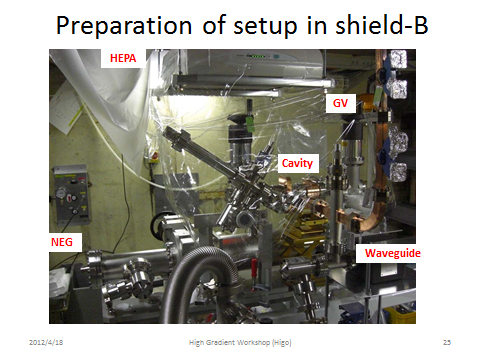 Preparation of setup in shield-B
HEPA
GV
Cavity
NEG
Waveguide
2012/4/18
High Gradient Workshop (Higo)
25